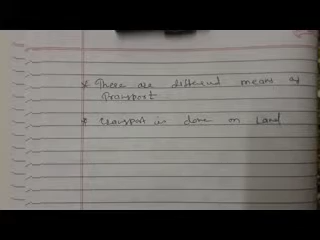 * There are different means of
Transport
* transport is done on Land